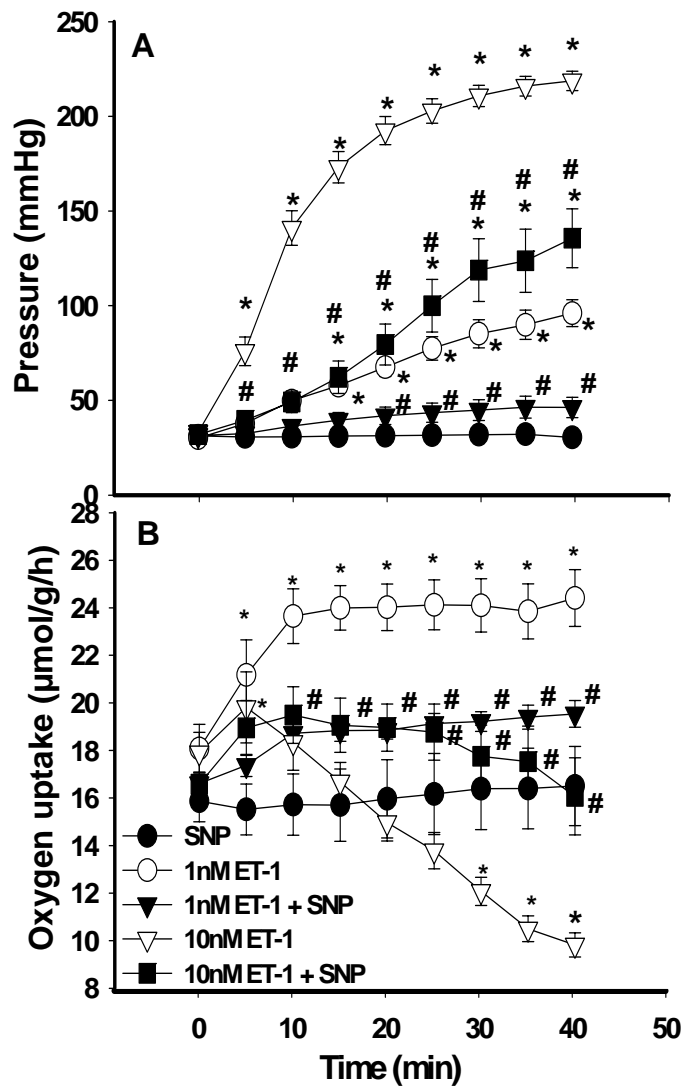 A
Pressure (mmHg)
250
200
150
100
50
0
* * * * * * * *
# # # # # # # #
* * * * * *
* * * * * *
# # # # #
B
Oxygen uptake (µmol/g/h)
28
26
24
22
20
18
16
14
12
10
8
* * * * * * * *
* # # # # # # #
# # # #
* * *
SNP
1nM ET-1
1nM ET-1 + SNP
10nM ET-1
10nM ET-1 + SNP
0 10 20 30 40 50
Time (min)